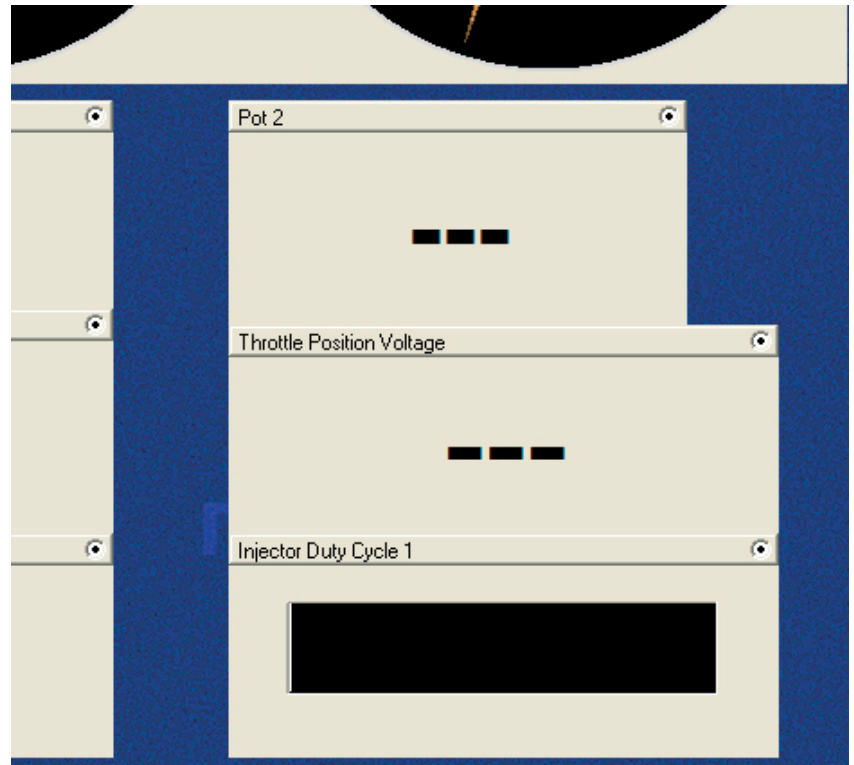 Pot 2
---
Throttle Position Voltage
---
Injector Duty Cycle 1